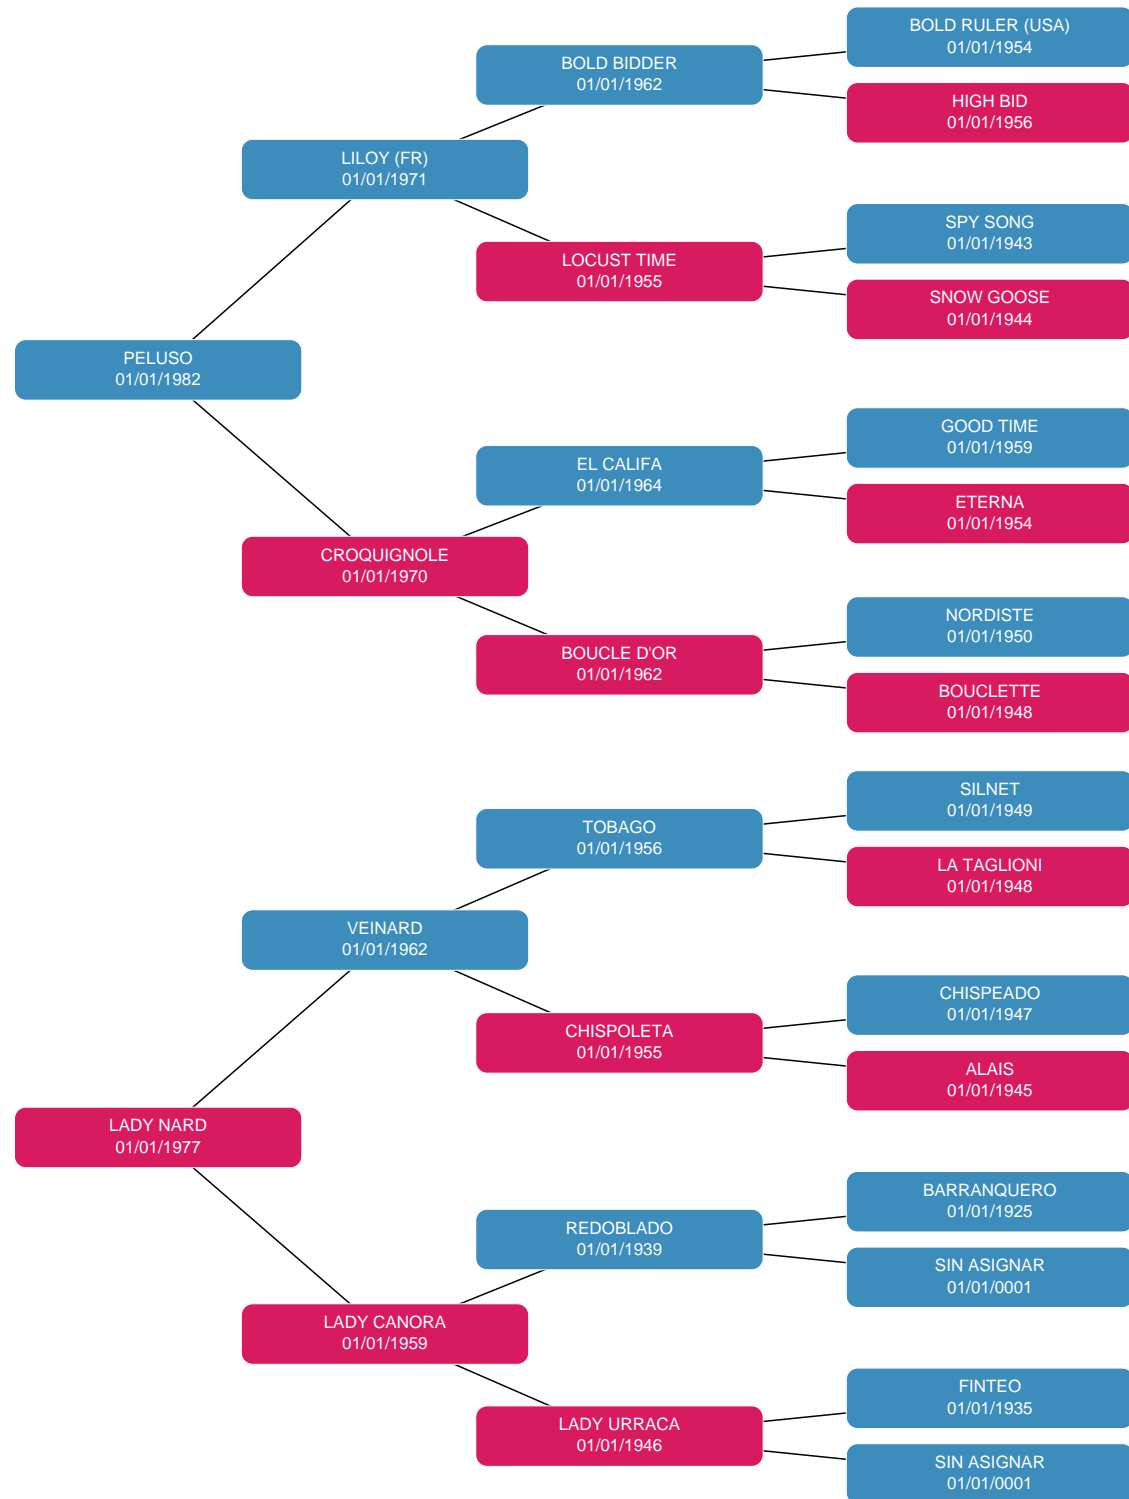 BOLD RULER (USA)
01/01/1954
BOLD BIDDER
01/01/1962
HIGH BID
01/01/1956
LILOY (FR)
01/01/1971
SPY SONG
01/01/1943
LOCUST TIME
01/01/1955
SNOW GOOSE
01/01/1944
PELUSO
01/01/1982
GOOD TIME
01/01/1959
EL CALIFA
01/01/1964
ETERNA
01/01/1954
CROQUIGNOLE
01/01/1970
NORDISTE
01/01/1950
BOUCLE D'OR
01/01/1962
BOUCLETTE
01/01/1948
SILNET
01/01/1949
TOBAGO
01/01/1956
LA TAGLIONI
01/01/1948
VEINARD
01/01/1962
CHISPEADO
01/01/1947
CHISPOLETA
01/01/1955
ALAIS
01/01/1945
LADY NARD
01/01/1977
BARRANQUERO
01/01/1925
REDOBLADO
01/01/1939
SIN ASIGNAR
01/01/0001
LADY CANORA
01/01/1959
FINTEO
01/01/1935
LADY URRACA
01/01/1946
SIN ASIGNAR
01/01/0001